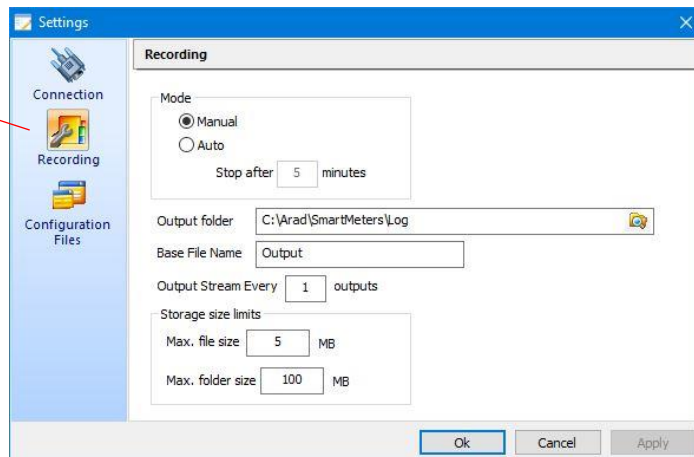 Settings
Connection
Recording
Configuration
Files
Recording
Mode
Manual
Auto
Stop after 5 minutes
Output folder C:\Arad\SmartMeters\Log
Base File Name Output
Output Stream Every 1 outputs
Storage size limits
Max. file size 5 MB
Max. folder size 100 MB
Ok Cancel Apply